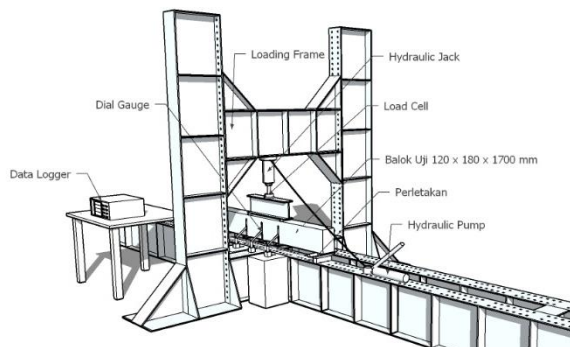 Loading Frame
Hydraulic Jack
Dial Gauge
Load Cell
Balok Uji 120 x 180 x 1700 mm
Data Logger
Perletakan
Hydraulic Pump